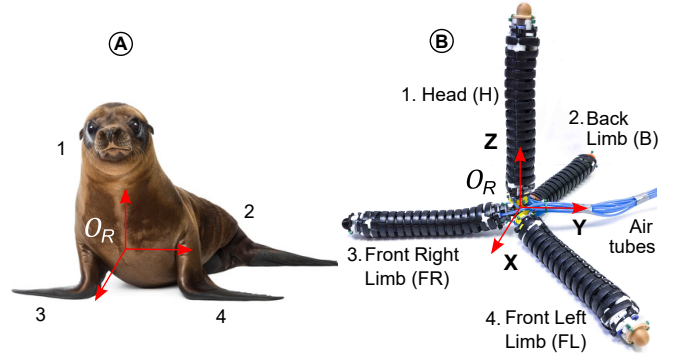 A
B
1. Head (H)
2. Back
Limb (B)
Z
1
O_R
O_R
2
Y
Air
tubes
X
3. Front Right
Limb (FR)
3
4
4. Front Left
Limb (FL)